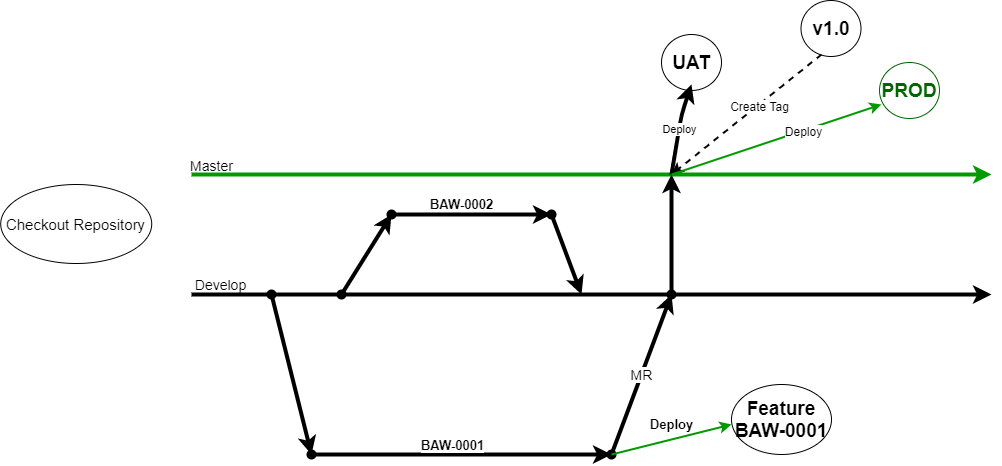 v1.0
UAT
PROD
Create Tag
Deploy
Deploy
Master
BAW-0002
Checkout Repository
Develop
MR
Feature
BAW-0001
Deploy
BAW-0001